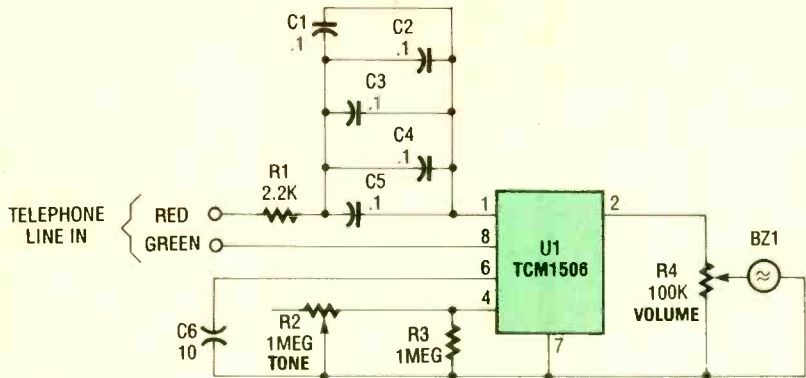 C1
.1
C2
.1
C3
.1
C4
.1
R1
2.2K
C5
.1
TELEPHONE
LINE IN
RED
GREEN
1
8
6
4
2
7
U1
TCM1506
R4
100K
VOLUME
BZ1
C6
10
R2
1MEG
TONE
R3
1MEG